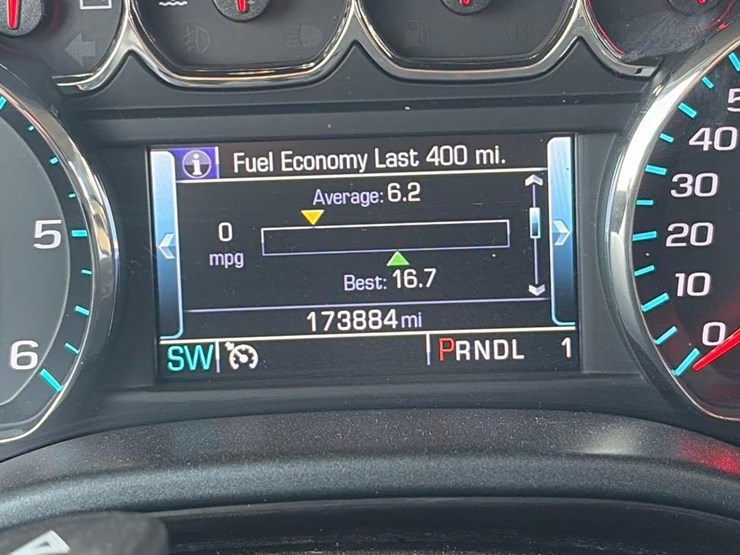 Fuel Economy Last 400 mi.
Average: 6.2
0
mpg
Best: 16.7
173884 mi
SW
PRNDL 1
5
6
40
30
20
10
0